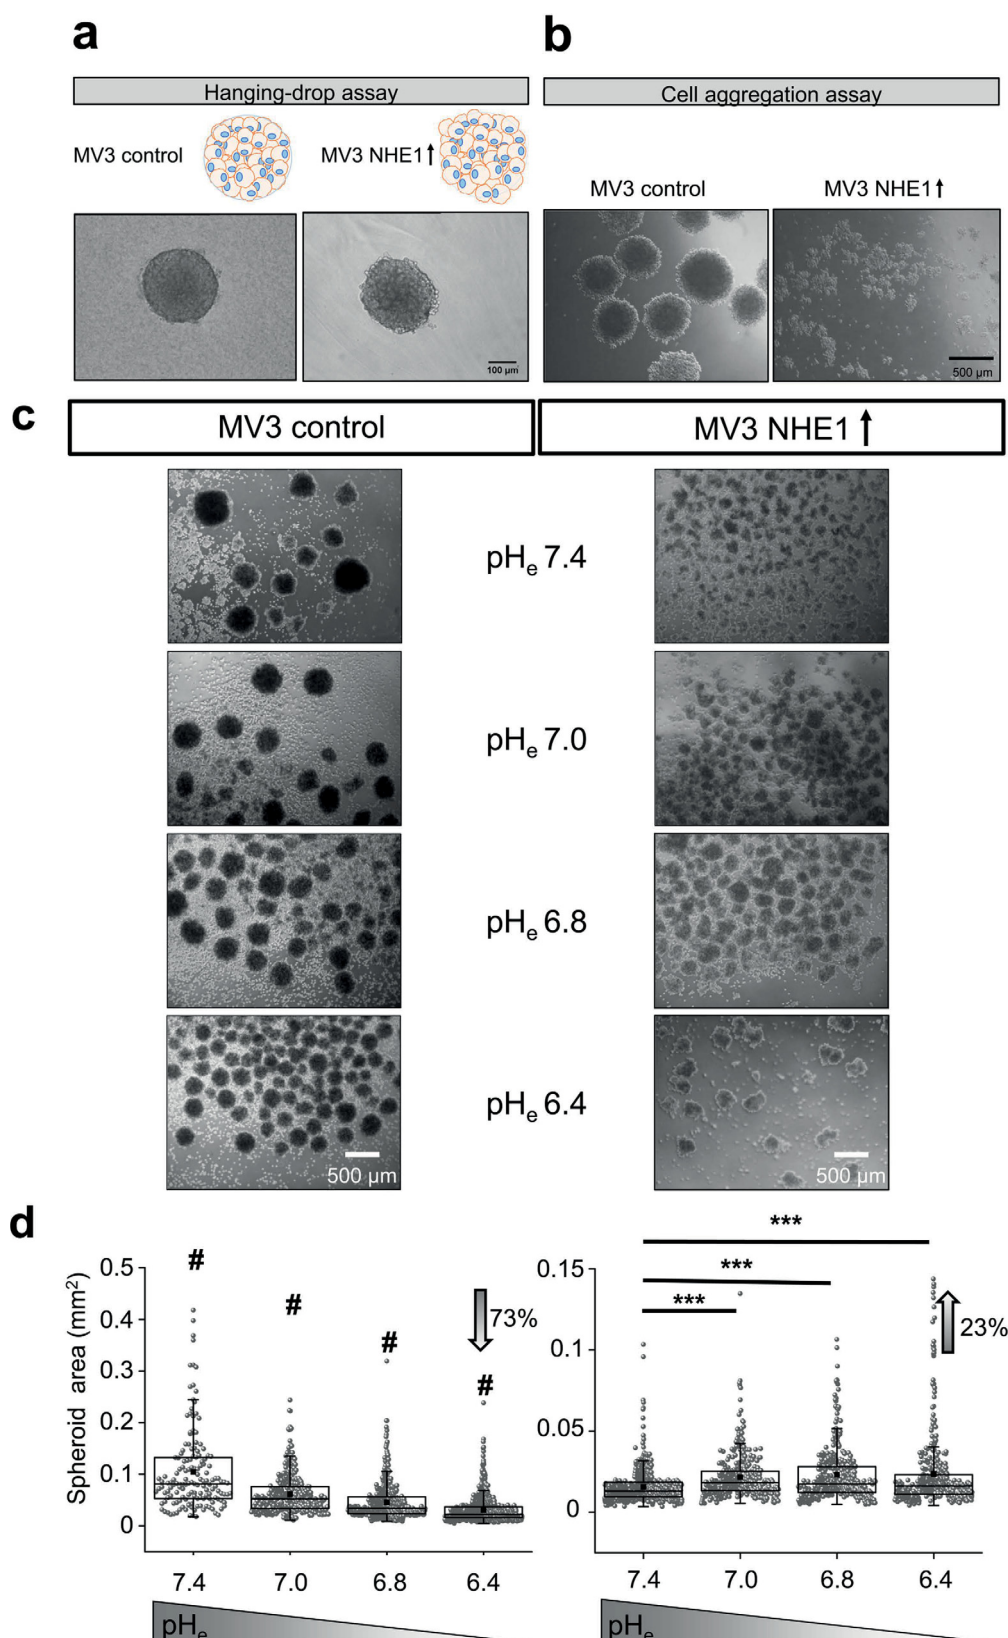 a
Hanging-drop assay
MV3 control
MV3 NHE1↑
100 µm
b
Cell aggregation assay
MV3 control
MV3 NHE1↑
500 µm
c
MV3 control
MV3 NHE1↑
pHe 7.4
pHe 7.0
pHe 6.8
pHe 6.4
500 µm
500 µm
d
Spheroid area (mm²)
0.5
0.4
0.3
0.2
0.1
0
#
#
#
#
73%
7.4
7.0
6.8
6.4
pHe
0.15
0.1
0.05
0
***
***
***
23%
7.4
7.0
6.8
6.4
pHe